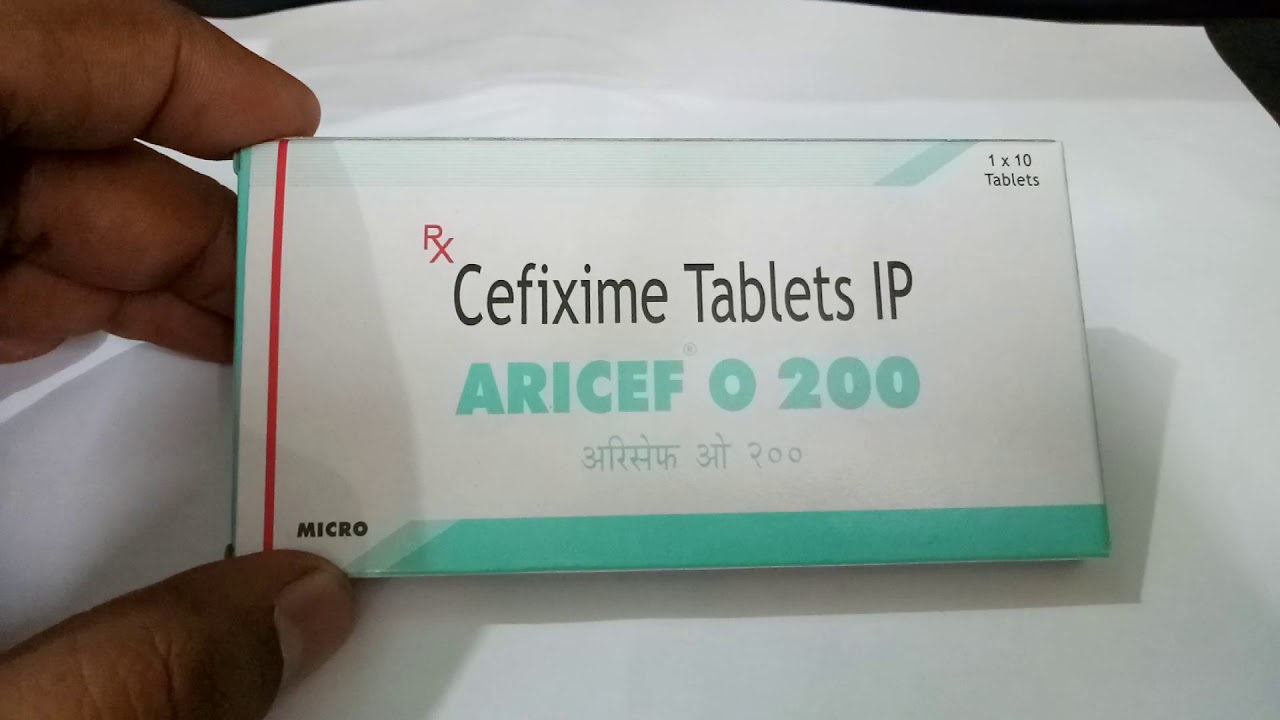 1 x 10
Tablets
Rx
Cefixime Tablets IP
ARICEF® O 200
अरिसेफ ओ २००
MICRO